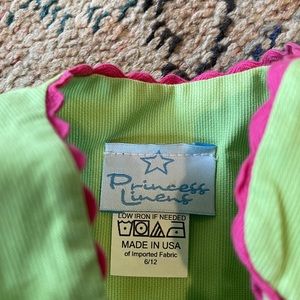 Princess
Linens
LOW IRON IF NEEDED
MADE IN USA
of Imported Fabric
6/12